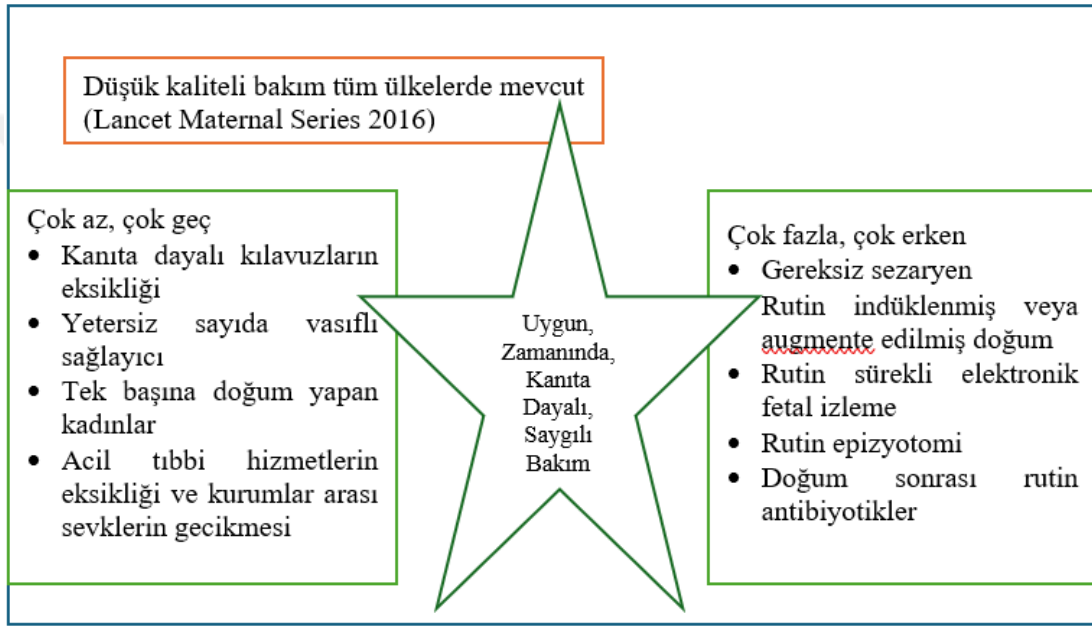 Düşük kaliteli bakım tüm ülkelerde mevcut
(Lancet Maternal Series 2016)
Çok az, çok geç
• Kanıta dayalı kılavuzların
eksikliği
• Yetersiz sayıda vasıflı
sağlayıcı
• Tek başına doğum yapan
kadınlar
• Acil tıbbi hizmetlerin
eksikliği ve kurumlar arası
sevklerin gecikmesi
Uygun,
Zamanında,
Kanıta
Dayalı,
Saygılı
Bakım
Çok fazla, çok erken
• Gereksiz sezaryen
Rutin indüklenmiş veya
augmente edilmiş doğum
• Rutin sürekli elektronik
fetal izleme
• Rutin epizyotomi
• Doğum sonrası rutin
antibiyotikler